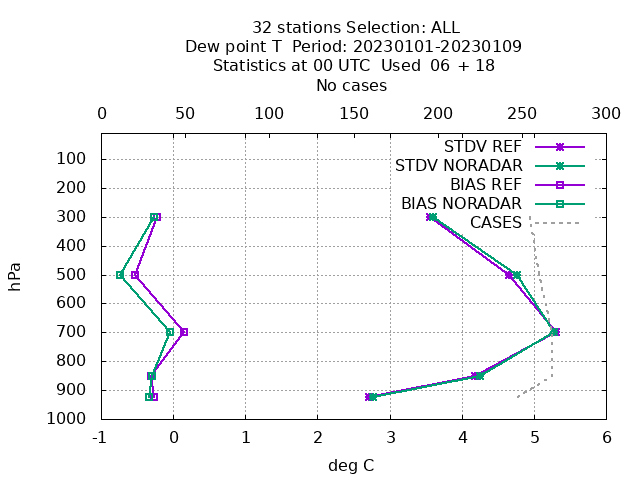 32 stations Selection: ALL
Dew point T  Period: 20230101-20230109
Statistics at 00 UTC  Used  06 + 18
No cases
10 50 100 150 200 250 300
STDV REF
STDV NORADAR
BIAS REF
BIAS NORADAR
CASES
hPa
100
200
300
400
500
600
700
800
900
1000
-1 0 1 2 3 4 5 6
deg C